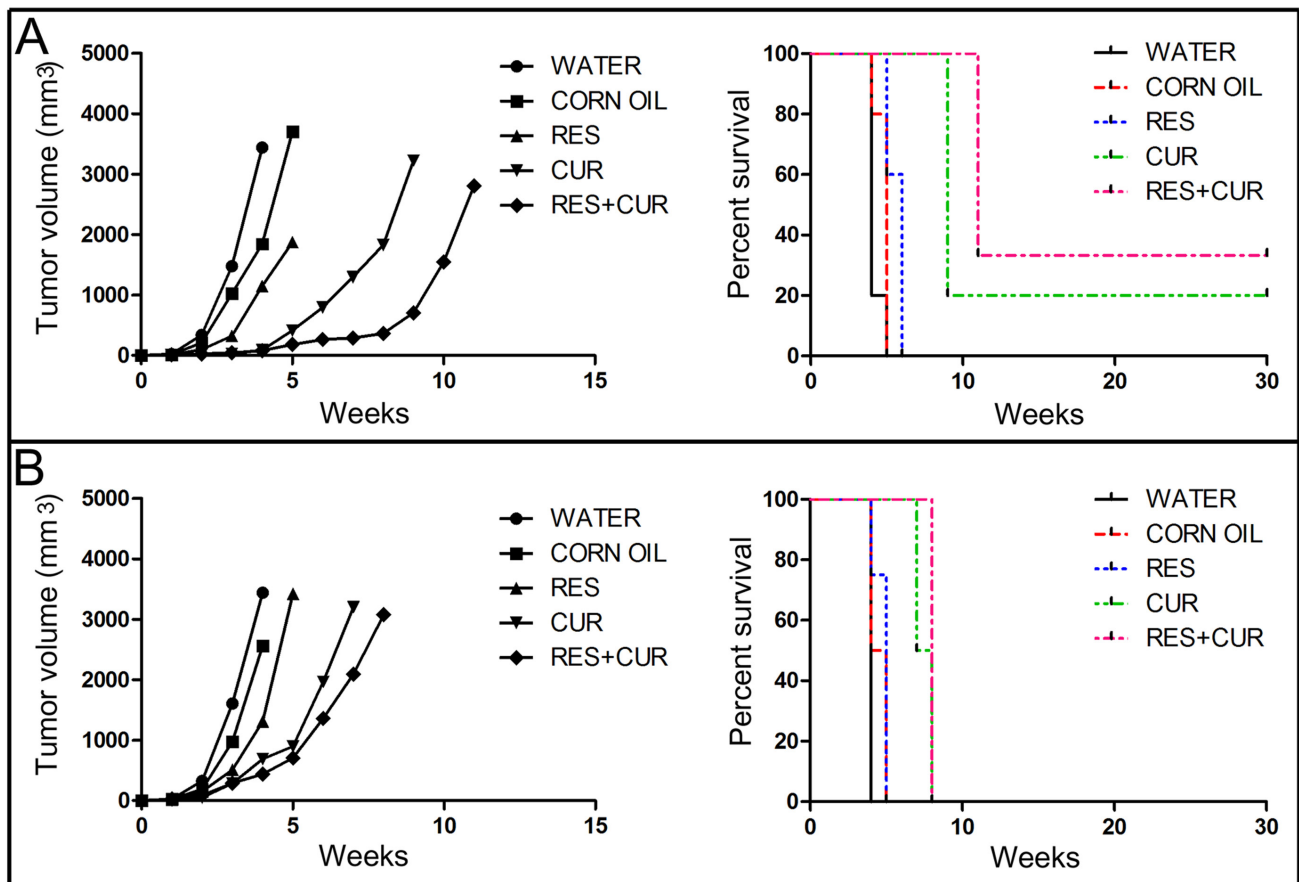 A
Tumor volume (mm3)
5000
4000
3000
2000
1000
0
0 5 10 15
Weeks
WATER
CORN OIL
RES
CUR
RES+CUR
Percent survival
100
80
60
40
20
0
0 10 20 30
Weeks
WATER
CORN OIL
RES
CUR
RES+CUR
B
Tumor volume (mm 3)
5000
4000
3000
2000
1000
0
0 5 10 15
Weeks
WATER
CORN OIL
RES
CUR
RES+CUR
Percent survival
100
80
60
40
20
0
0 10 20 30
Weeks
WATER
CORN OIL
RES
CUR
RES+CUR